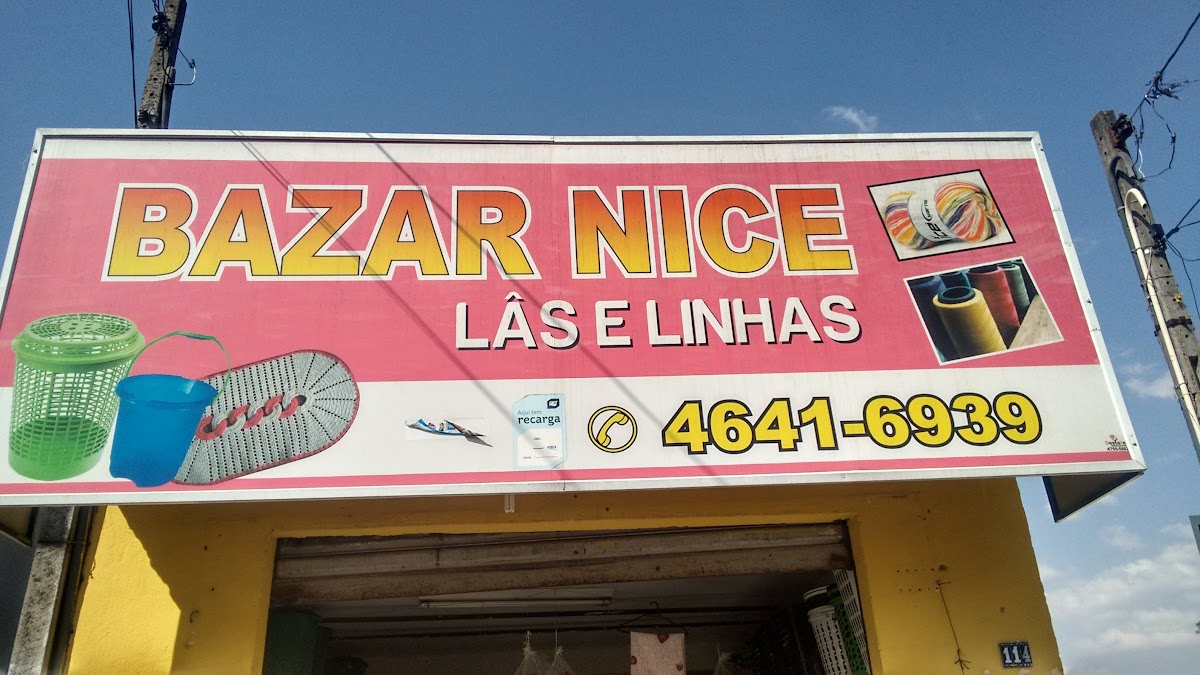 BAZAR NICE
LÂS E LINHAS
Aqui tem
recarga
4641-6939
114